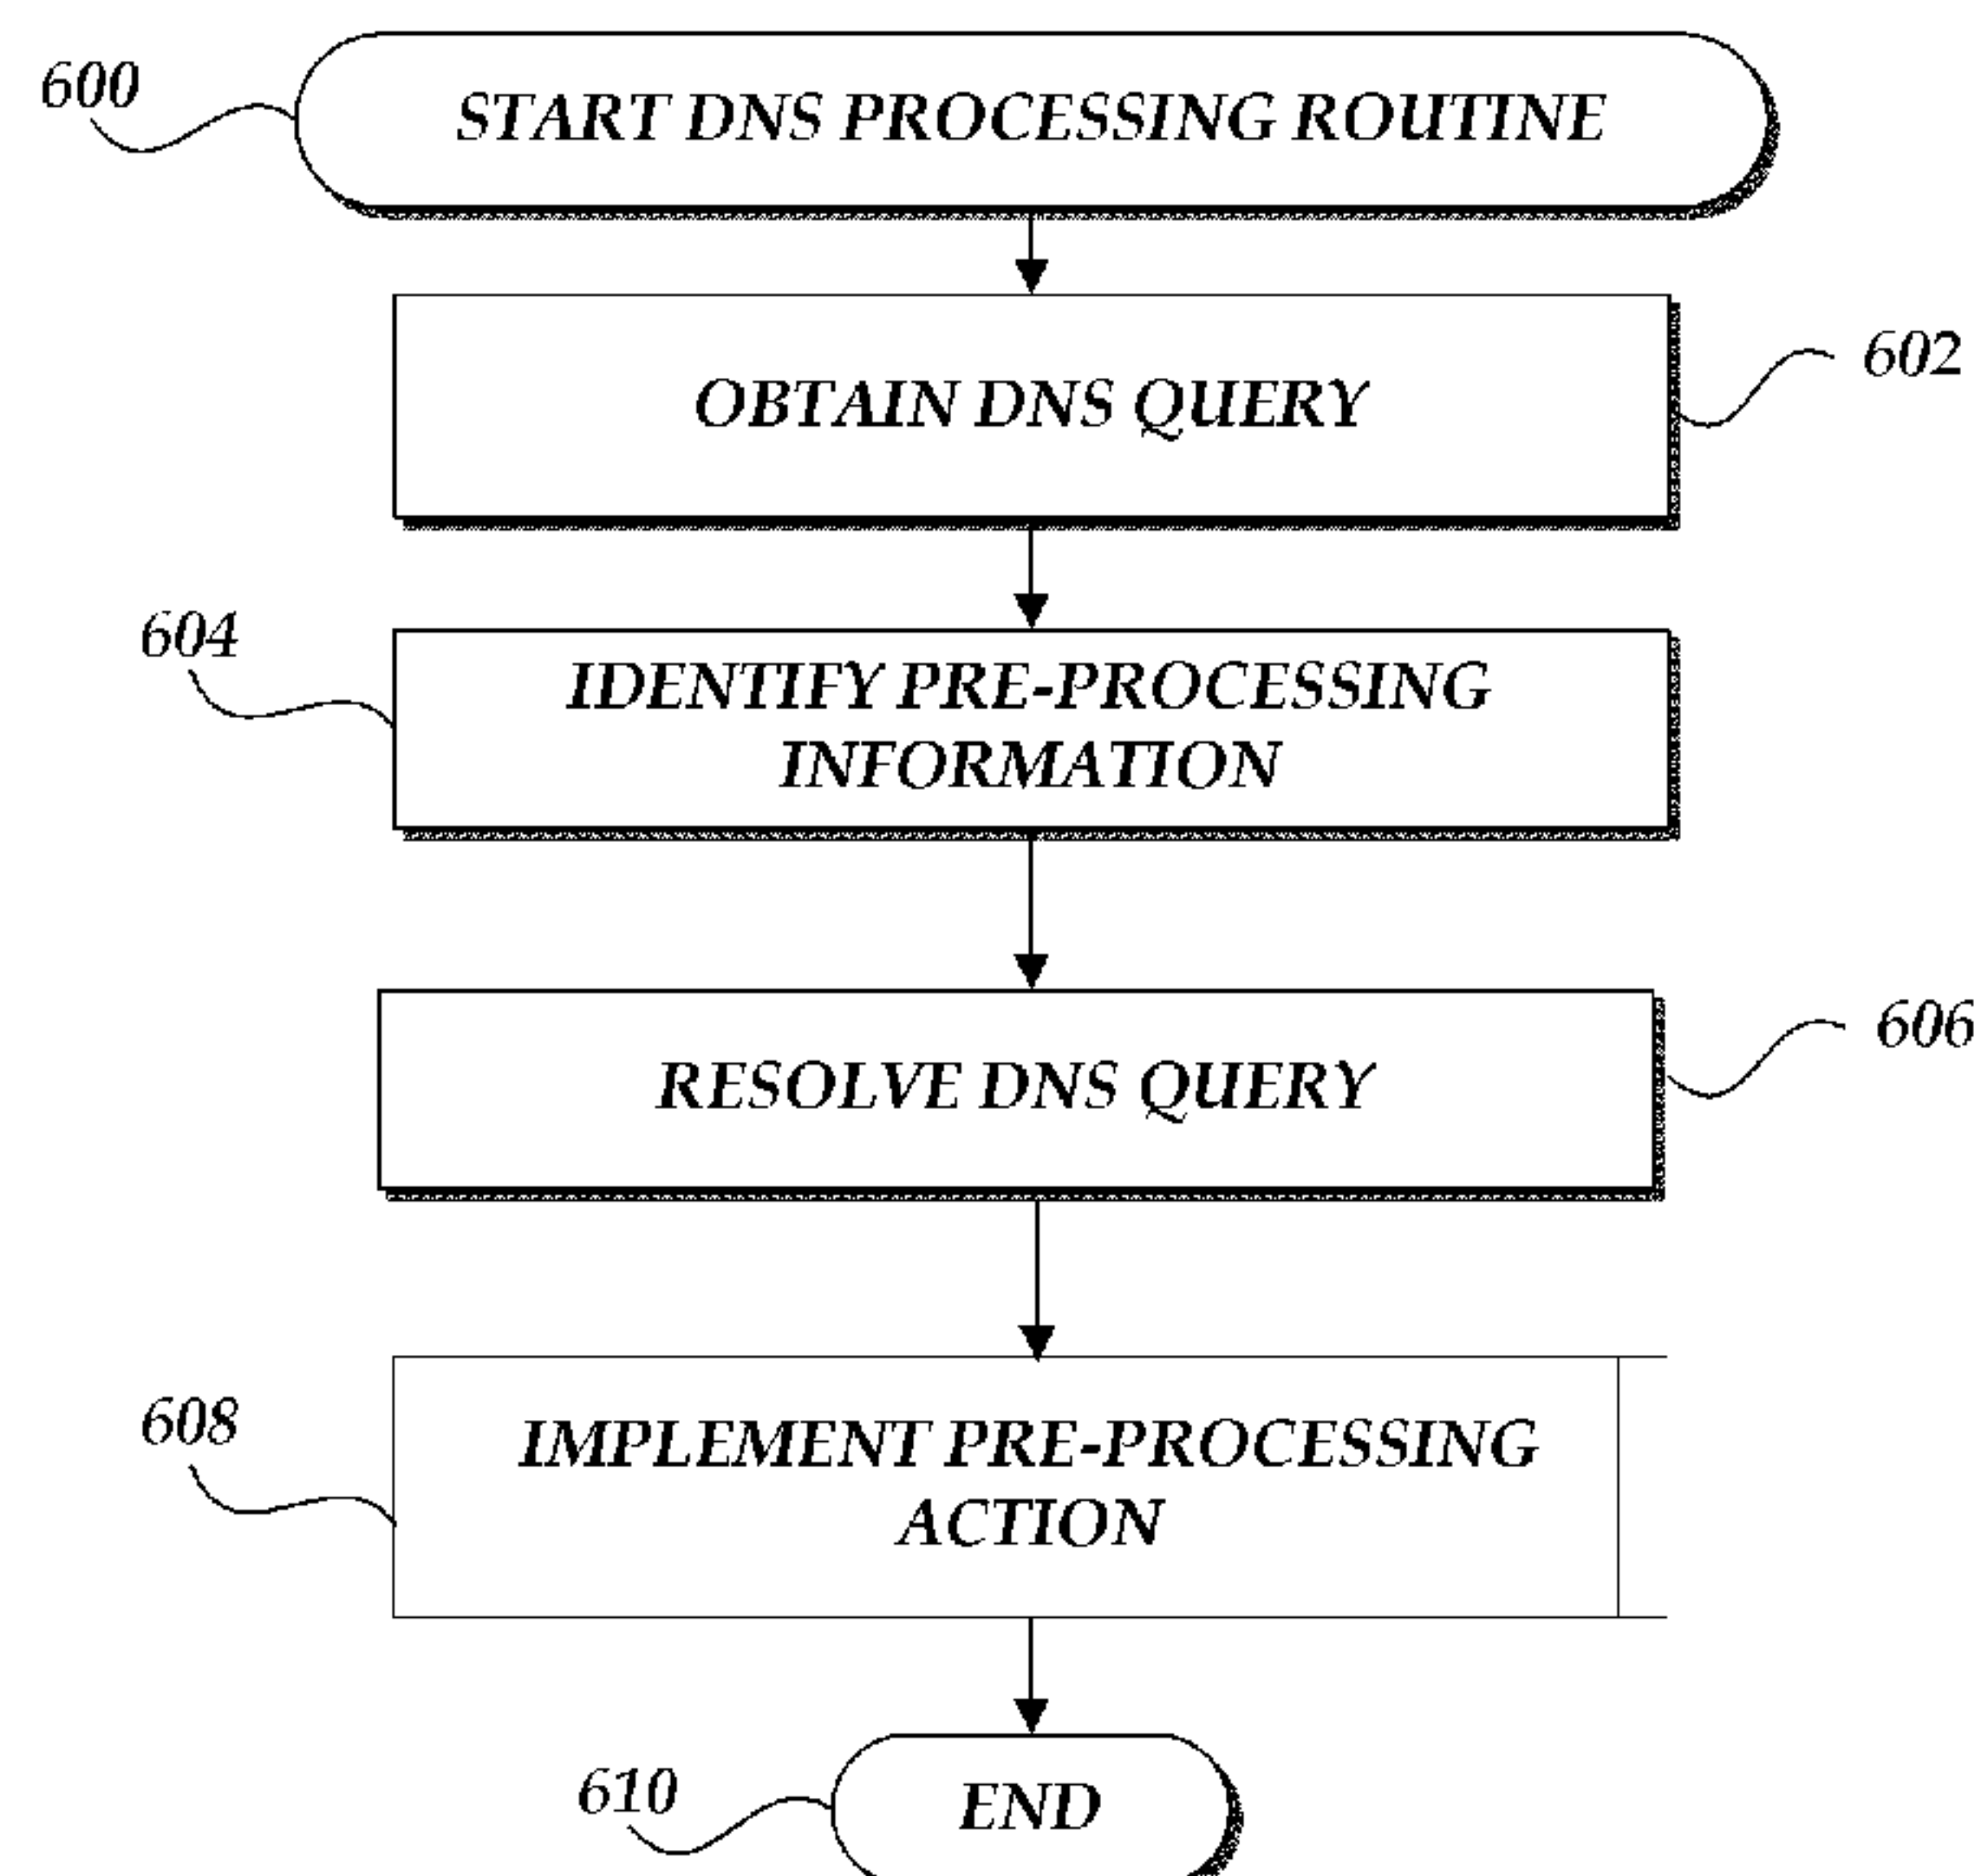 600
START DNS PROCESSING ROUTINE
OBTAIN DNS QUERY
602
604
IDENTIFY PRE-PROCESSING
INFORMATION
RESOLVE DNS QUERY
606
608
IMPLEMENT PRE-PROCESSING
ACTION
610
END